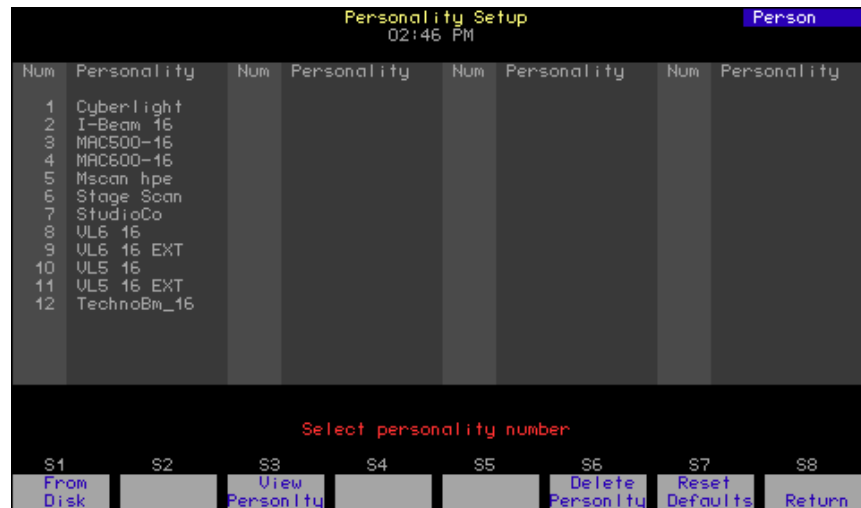 Personality Setup
Person
02:46 PM
Num Personality Num Personality Num Personality Num Personality
1 Cyberlight
2 I-Beam 16
3 MAC500-16
4 MAC600-16
5 Mscan hpe
6 Stage Scan
7 StudioCo
8 VL6 16
9 VL6 16 EXT
10 VL5 16
11 VL5 16 EXT
12 TechnoBm_16
Select personality number
S1 S2 S3 S4 S5 S6 S7 S8
From View Delete Reset
Disk Personlty Personlty Defaults Return